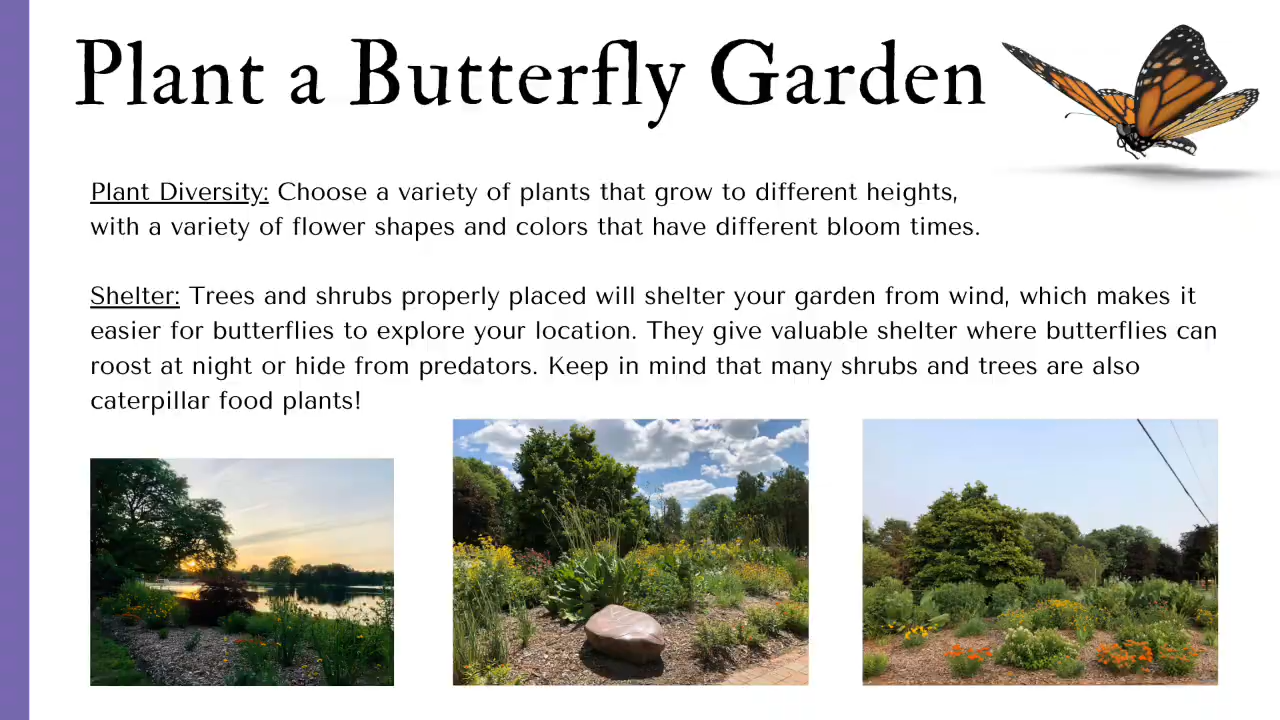 Plant a Butterfly Garden
Plant Diversity: Choose a variety of plants that grow to different heights,
with a variety of flower shapes and colors that have different bloom times.
Shelter: Trees and shrubs properly placed will shelter your garden from wind, which makes it
easier for butterflies to explore your location. They give valuable shelter where butterflies can
roost at night or hide from predators. Keep in mind that many shrubs and trees are also
caterpillar food plants!